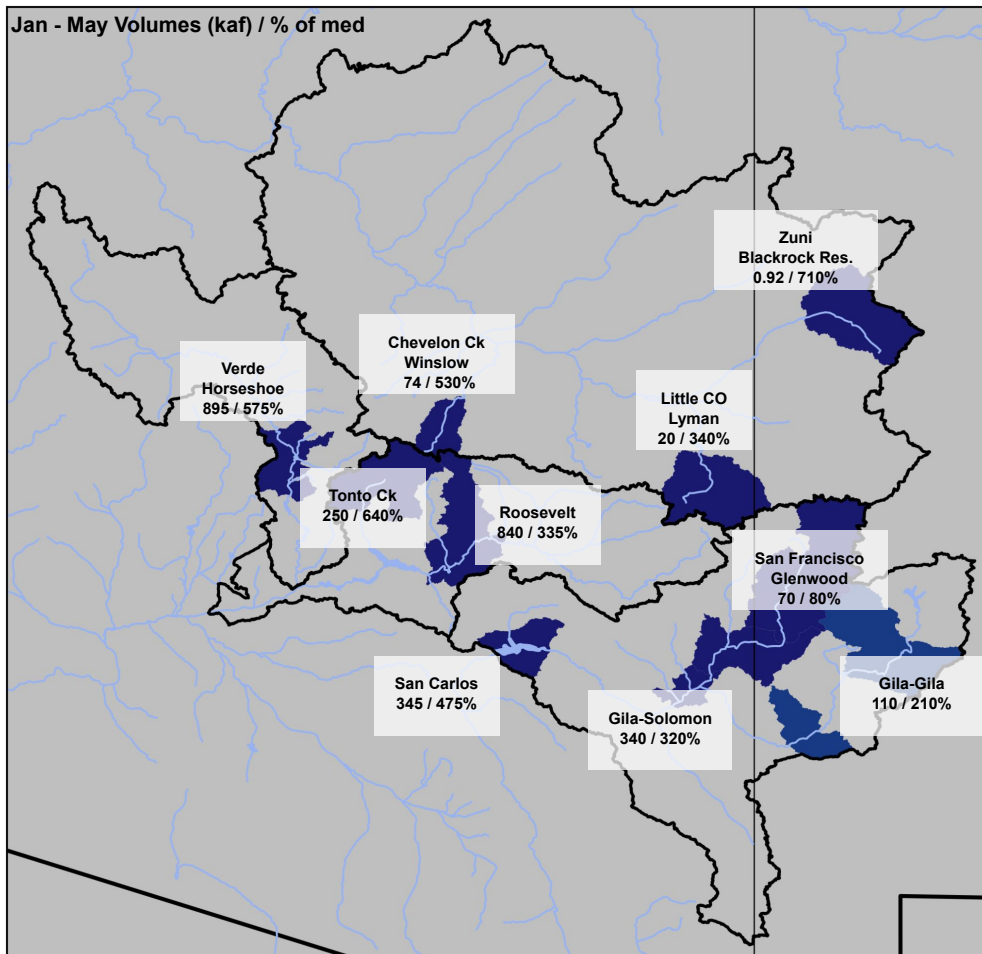 Jan - May Volumes (kaf) / % of med
Zuni
Blackrock Res.
0.92 / 710%
Chevelon Ck
Winslow
74 / 530%
Verde
Horseshoe
895 / 575%
Little CO
Lyman
20 / 340%
Tonto Ck
250 / 640%
Roosevelt
840 / 335%
San Francisco
Glenwood
70 / 80%
San Carlos
345 / 475%
Gila-Solomon
340 / 320%
Gila-Gila
110 / 210%